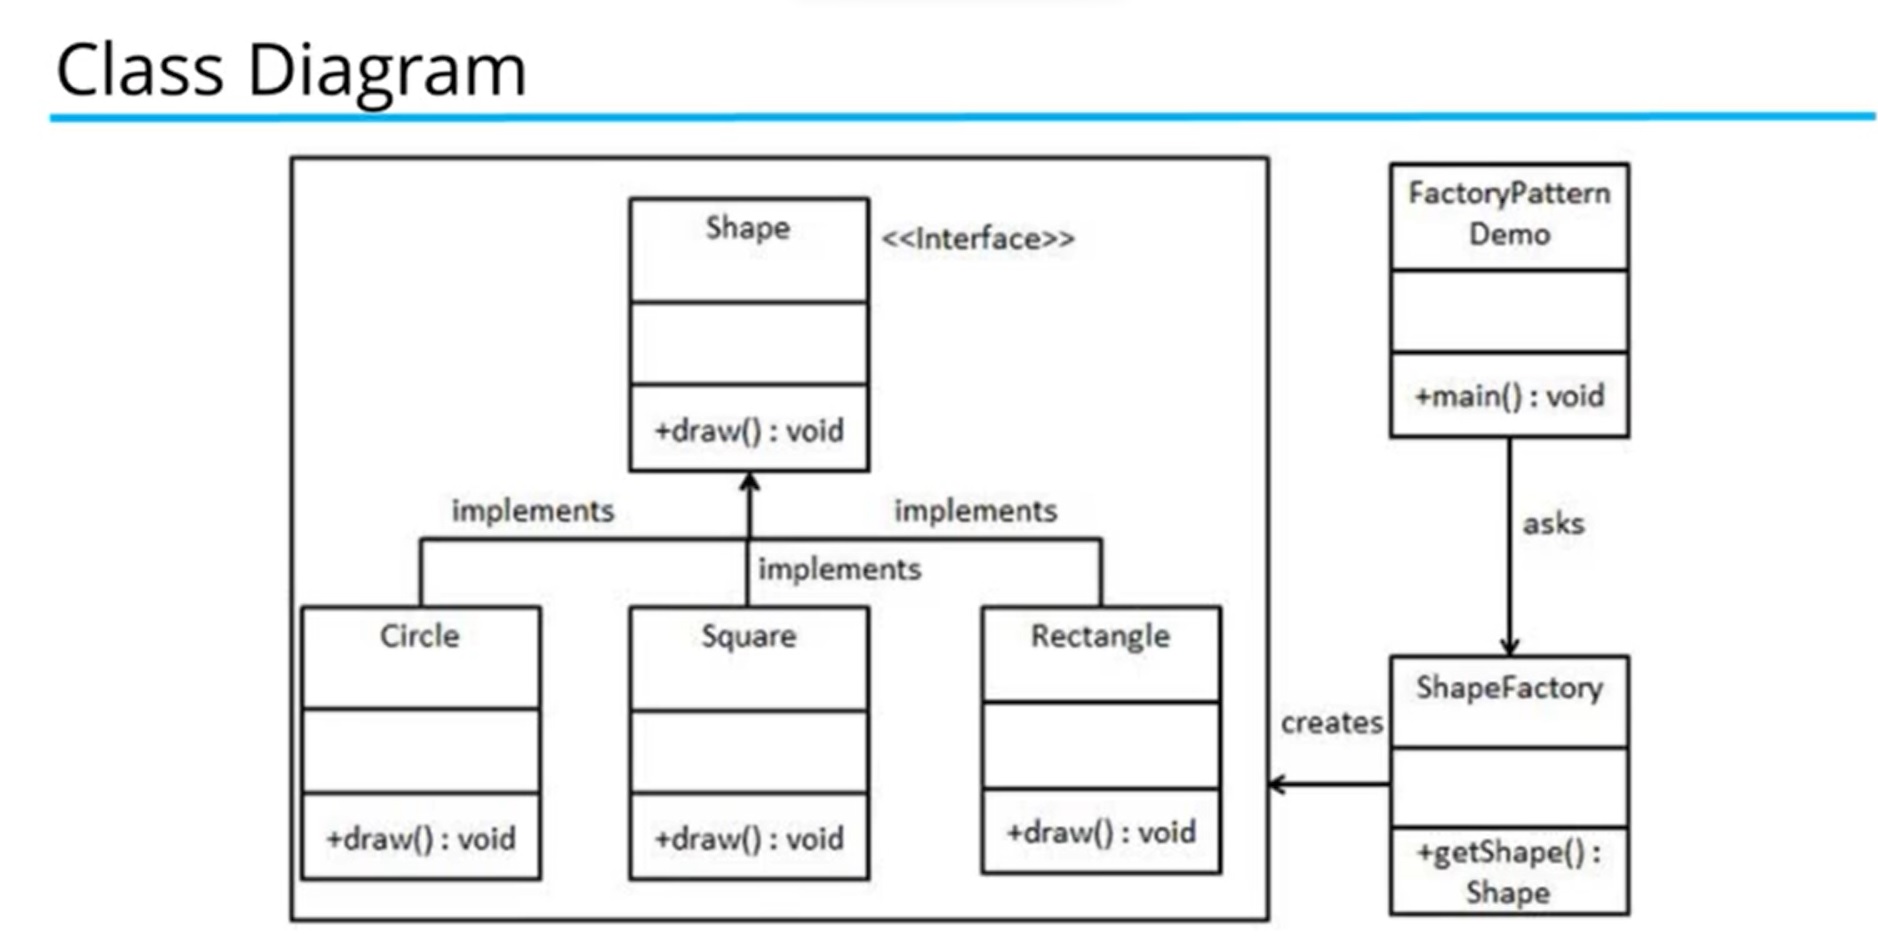 Class Diagram
Shape
<<Interface>>
+draw() : void
implements
implements
implements
Circle
+draw() : void
Square
+draw() : void
Rectangle
+draw() : void
FactoryPattern
Demo
+main() : void
asks
creates
ShapeFactory
+getShape() :
Shape